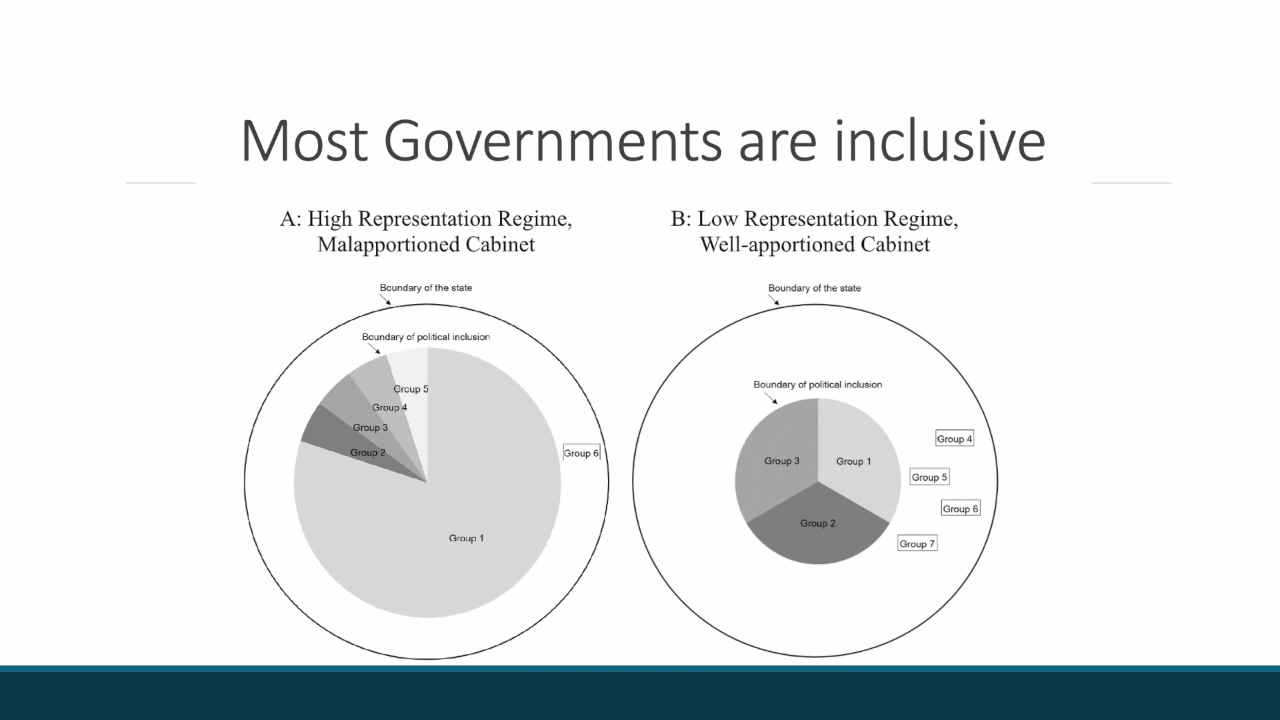 Most Governments are inclusive
A: High Representation Regime,
Malapportioned Cabinet
Boundary of the state
Boundary of political inclusion
Group 5
Group 4
Group 3
Group 2
Group 6
Group 1
B: Low Representation Regime,
Well-apportioned Cabinet
Boundary of the state
Boundary of political inclusion
Group 4
Group 3
Group 1
Group 5
Group 6
Group 2
Group 7